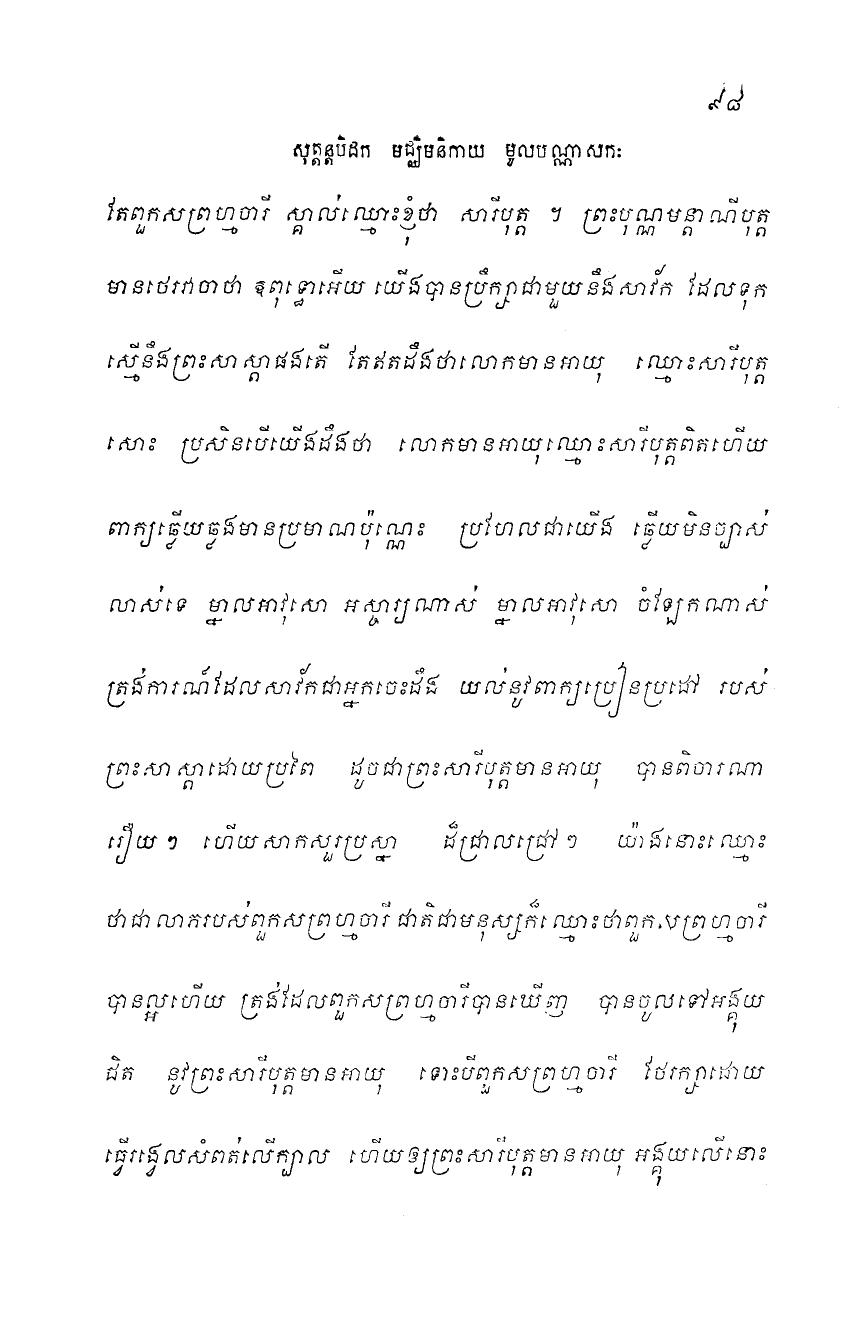 ៩៨
សុត្តន្តបិដក មជ្ឈិមនិកាយ មូលបណ្ណាសកៈ
តែពួកសព្រហ្មចារី ស្គាល់ឈ្មោះខ្ញុំថា សារីបុត្ត ។ ព្រះបុណ្ណមន្តាណីបុត្ត
មានថេរវាចាថា ឱពុទ្ធោអើយ យើងបានប្រឹក្សាជាមួយនឹងសាវ័ក ដែលទុក
ស្មើនឹងព្រះសាស្តាផងតើ តែឥតដឹងថាលោកមានអាយុ ឈ្មោះសារីបុត្ត
សោះ ប្រសិនបើយើងដឹងថា លោកមានអាយុឈ្មោះសារីបុត្តពិតហើយ
ពាក្យធ្វើយឆ្លងមានប្រមាណប៉ុណ្ណេះ ប្រហែលជាយើង ឆ្លើយមិនច្បាស់
លាស់ទេ ម្នាលអាវុសោ អស្ចារ្យណាស់ ម្នាលអាវុសោ ចំឡែកណាស់
ត្រង់ការណ៍ដែលសាវ័កជាអ្នកចេះដឹង យល់នូវពាក្យប្រៀនប្រដៅ របស់
ព្រះសាស្តាដោយប្រពៃ ដូចជាព្រះសារីបុត្តមានអាយុ បានពិចារណា
រឿយៗ ហើយសាកសួរប្រស្នា ដ៏ជ្រាលជ្រៅៗ យ៉ាងនោះឈ្មោះ
ថាជាលាភរបស់ពួកសព្រហ្មចារី ជាតិជាមនុស្សក៏ឈ្មោះថាពួកសព្រហ្មចារី
បានល្អហើយ ត្រង់ដែលពួកសព្រហ្មចារីបានឃើញ បានចូលទៅអង្គុយ
ជិត នូវព្រះសារីបុត្តមានអាយុ ទោះបីពួកសព្រហ្មចារី ថែរក្សាដោយ
ធ្វើរង្វេលសំពត់លើក្បាល ហើយឲ្យព្រះសារីបុត្តមានអាយុ អង្គុយលើនោះ